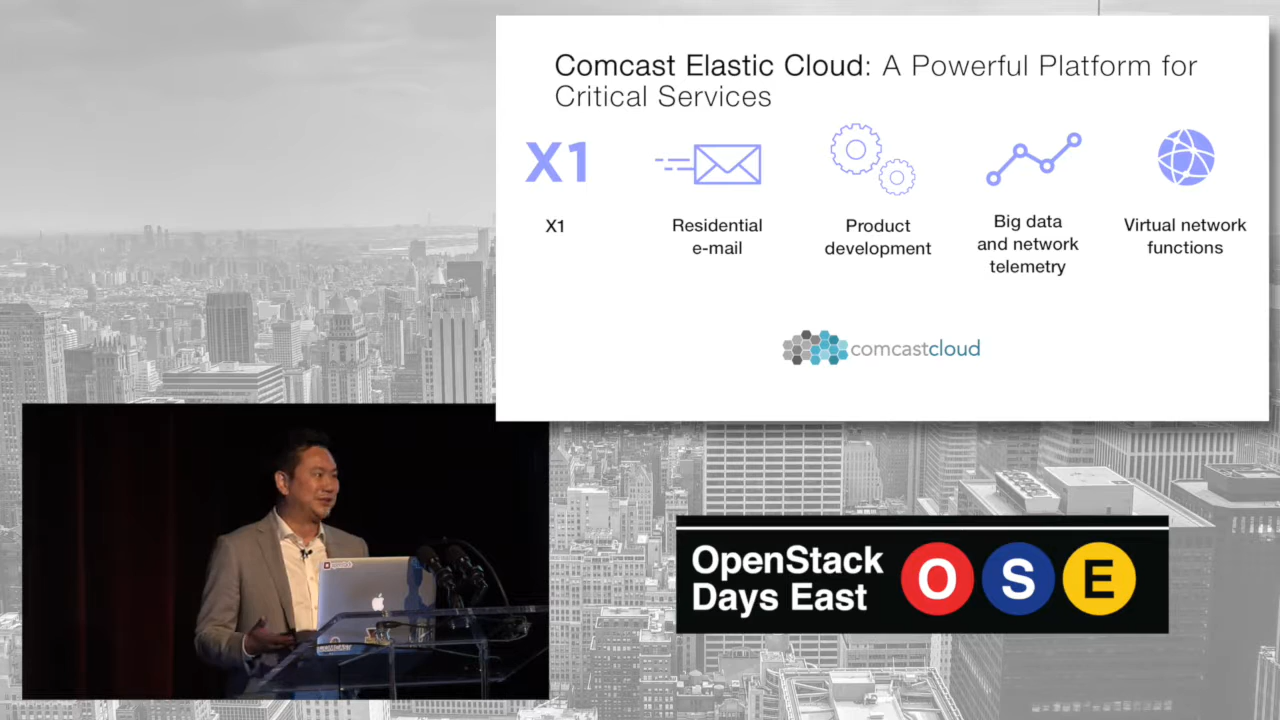 Comcast Elastic Cloud: A Powerful Platform for
Critical Services
X1
X1
Residential
e-mail
Product
development
Big data
and network
telemetry
Virtual network
functions
comcastcloud
openstack
OpenStack
Days East
O S E